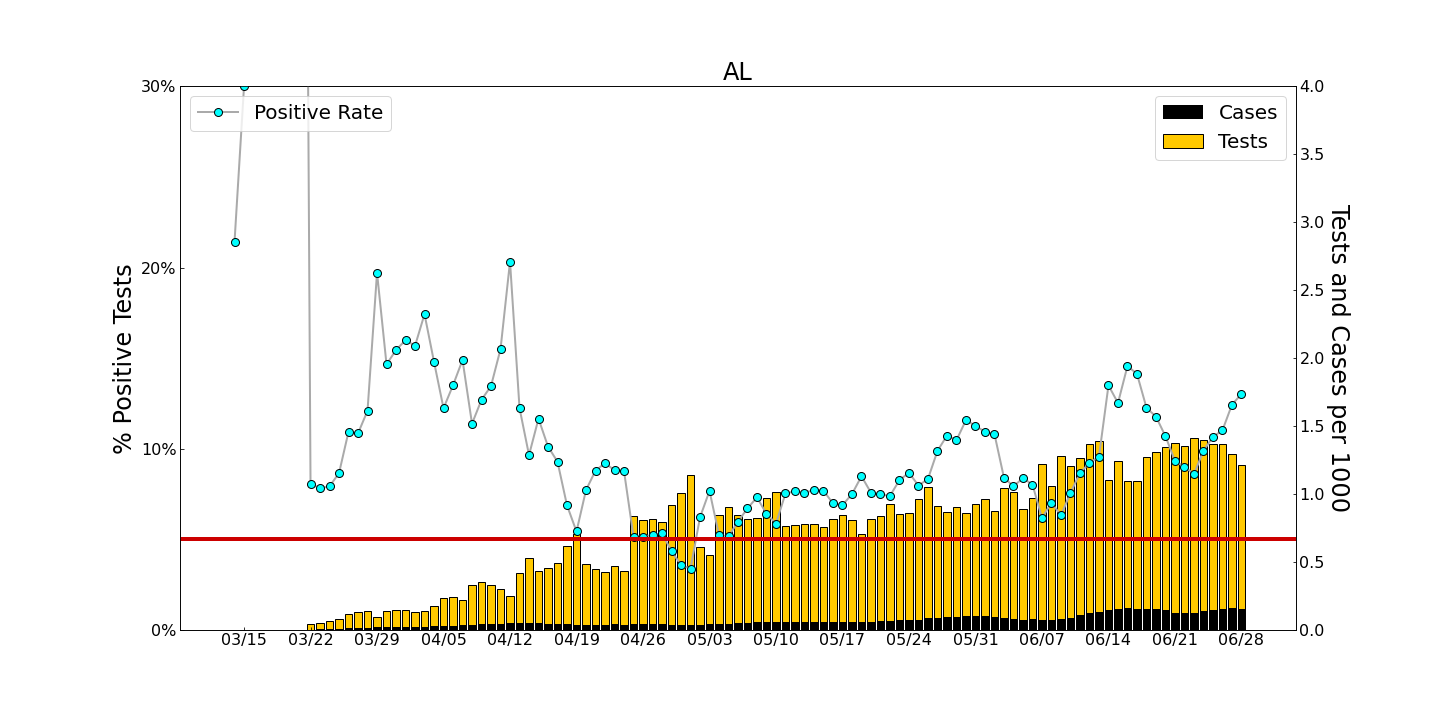 AL
30%
20%
10%
0%
% Positive Tests
Positive Rate
Cases
Tests
4.0
3.5
3.0
2.5
2.0
1.5
1.0
0.5
0.0
Tests and Cases per 1000
03/15 03/22 03/29 04/05 04/12 04/19 04/26 05/03 05/10 05/17 05/24 05/31 06/07 06/14 06/21 06/28